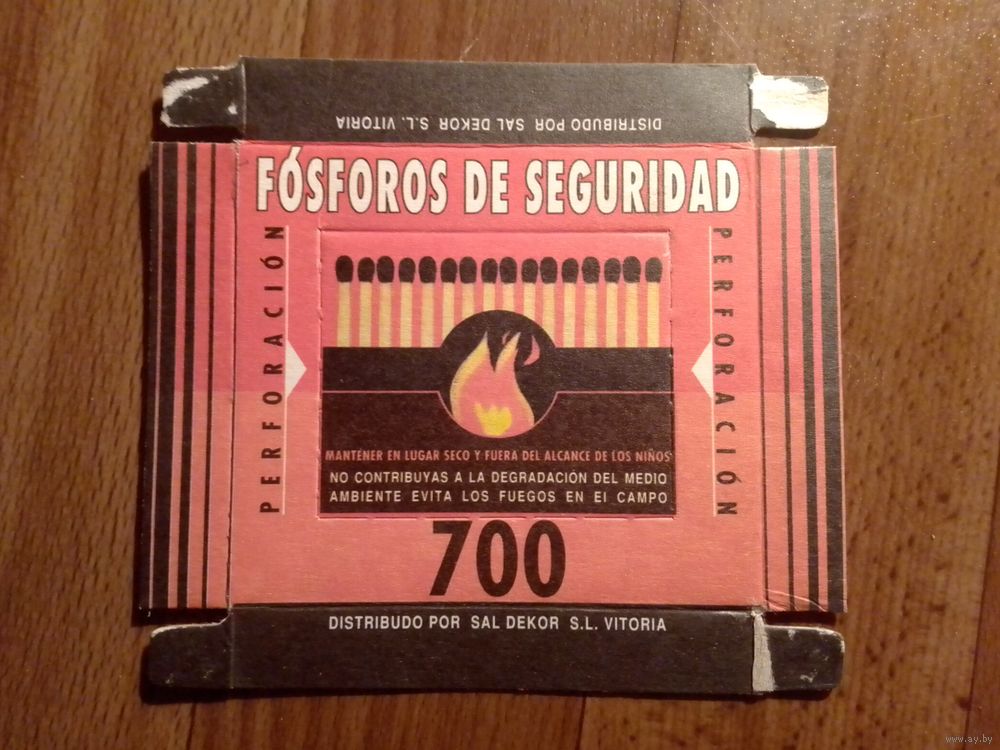 DISTRIBUDO POR SAL DEKOR S.L. VITORIA
FÓSFOROS DE SEGURIDAD
PERFORACIÓN
PERFORACIÓN
MANTENER EN LUGAR SECO Y FUERA DEL ALCANCE DE LOS NIÑOS
NO CONTRIBUYAS A LA DEGRADACIÓN DEL MEDIO
AMBIENTE EVITA LOS FUEGOS EN EI CAMPO
700
DISTRIBUDO POR SAL DEKOR S.L. VITORIA
www.ay.by